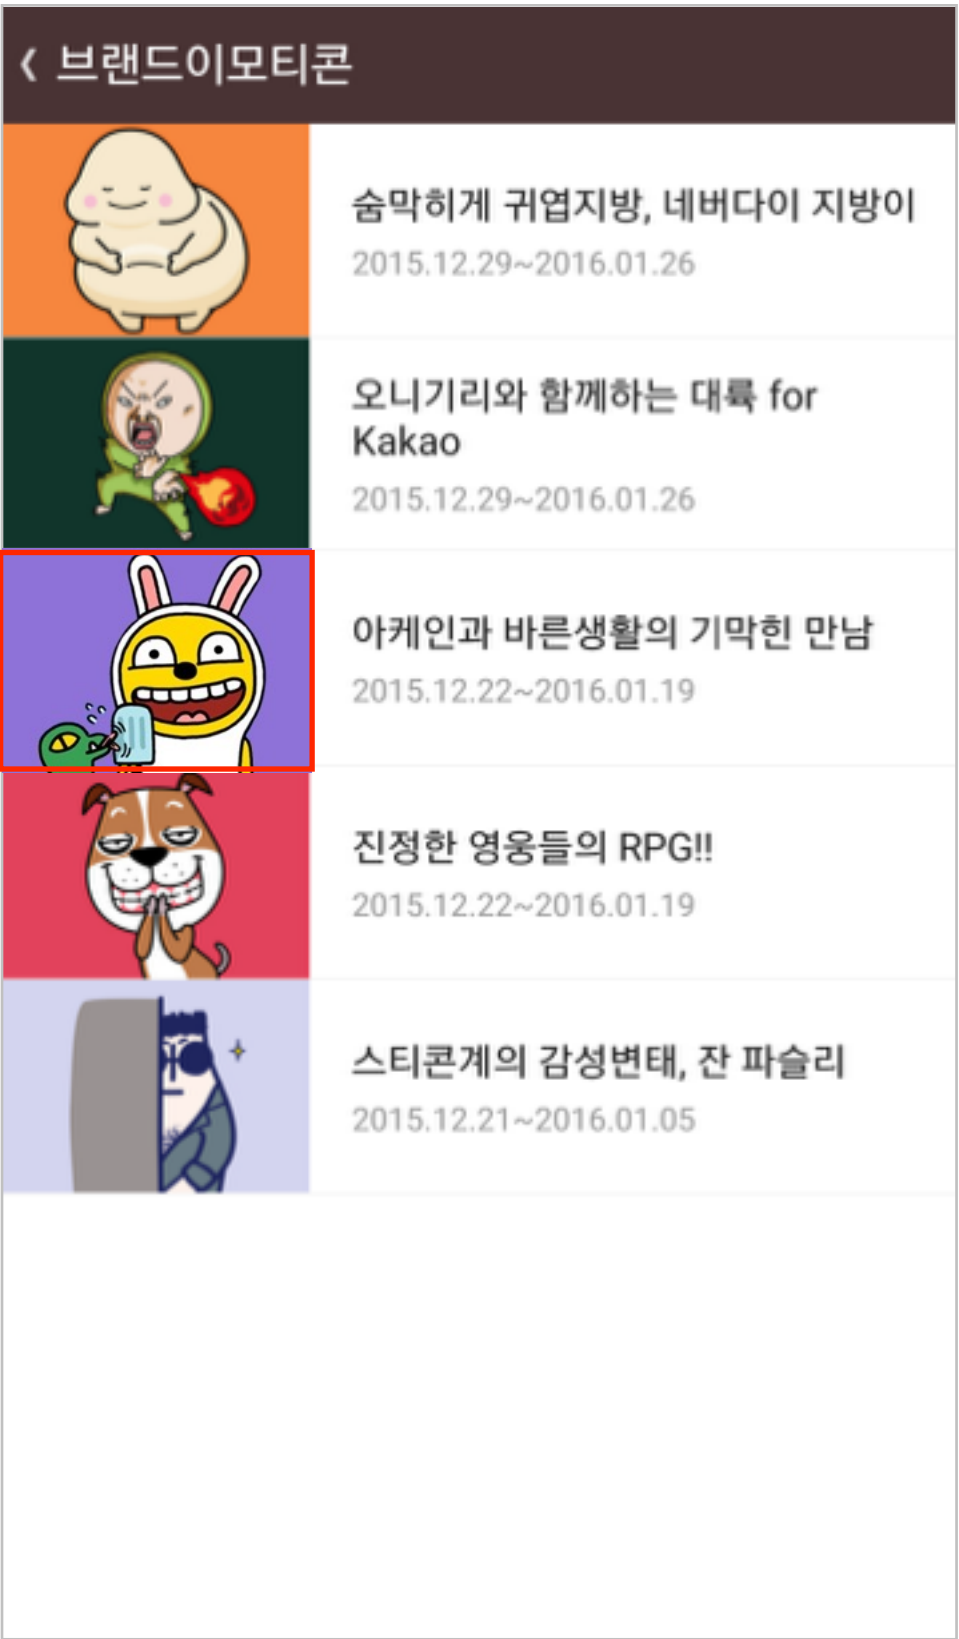 브랜드이모티콘
숨막히게 귀엽지방, 네버다이 지방이
2015.12.29~2016.01.26
오니기리와 함께하는 대륙 for
Kakao
2015.12.29~2016.01.26
아케인과 바른생활의 기막힌 만남
2015.12.22~2016.01.19
진정한 영웅들의 RPG!!
2015.12.22~2016.01.19
스티콘계의 감성변태, 잔 파슬리
2015.12.21~2016.01.05